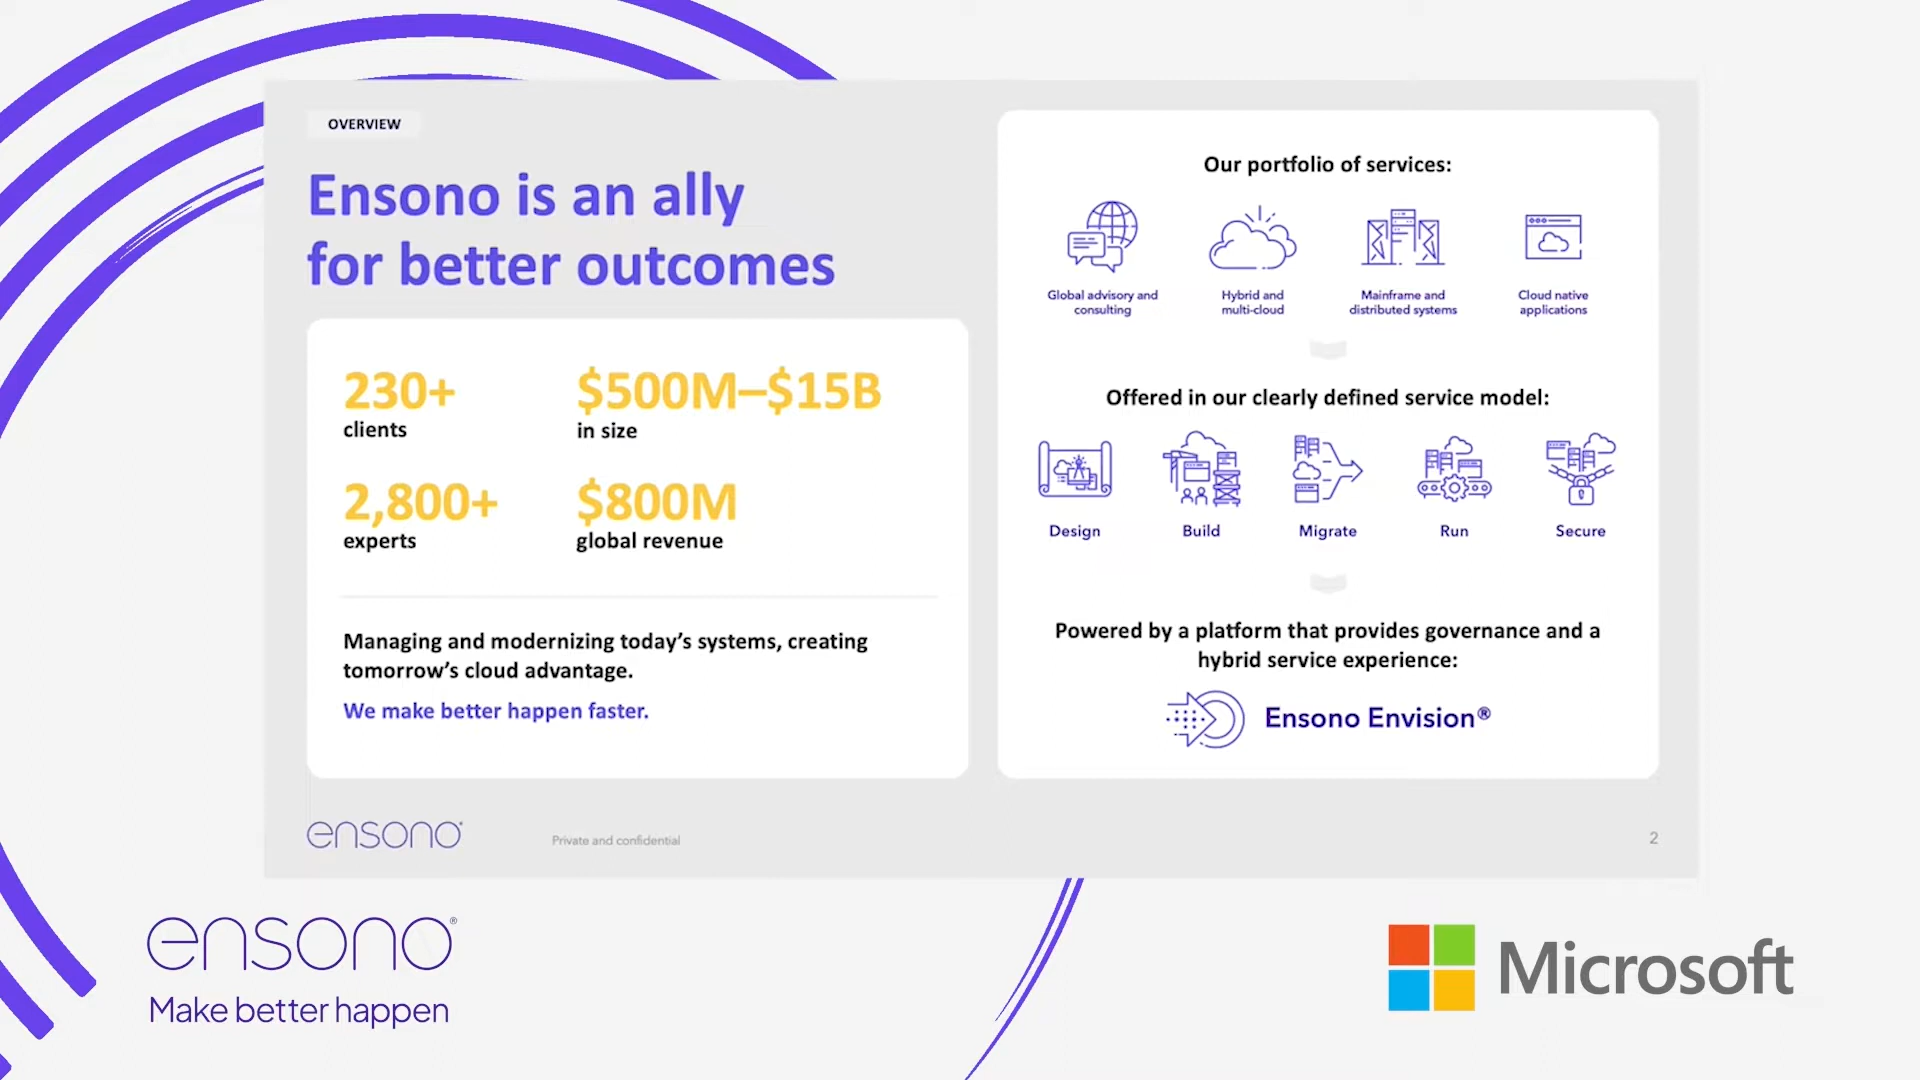 OVERVIEW
Ensono is an ally
for better outcomes
230+
clients
$500M–$15B
in size
2,800+
experts
$800M
global revenue
Managing and modernizing today’s systems, creating
tomorrow’s cloud advantage.
We make better happen faster.
Our portfolio of services:
Global advisory and
consulting
Hybrid and
multi-cloud
Mainframe and
distributed systems
Cloud native
applications
Offered in our clearly defined service model:
Design
Build
Migrate
Run
Secure
Powered by a platform that provides governance and a
hybrid service experience:
Ensono Envision®
ensono
Private and confidential
2
ensono®
Make better happen
Microsoft